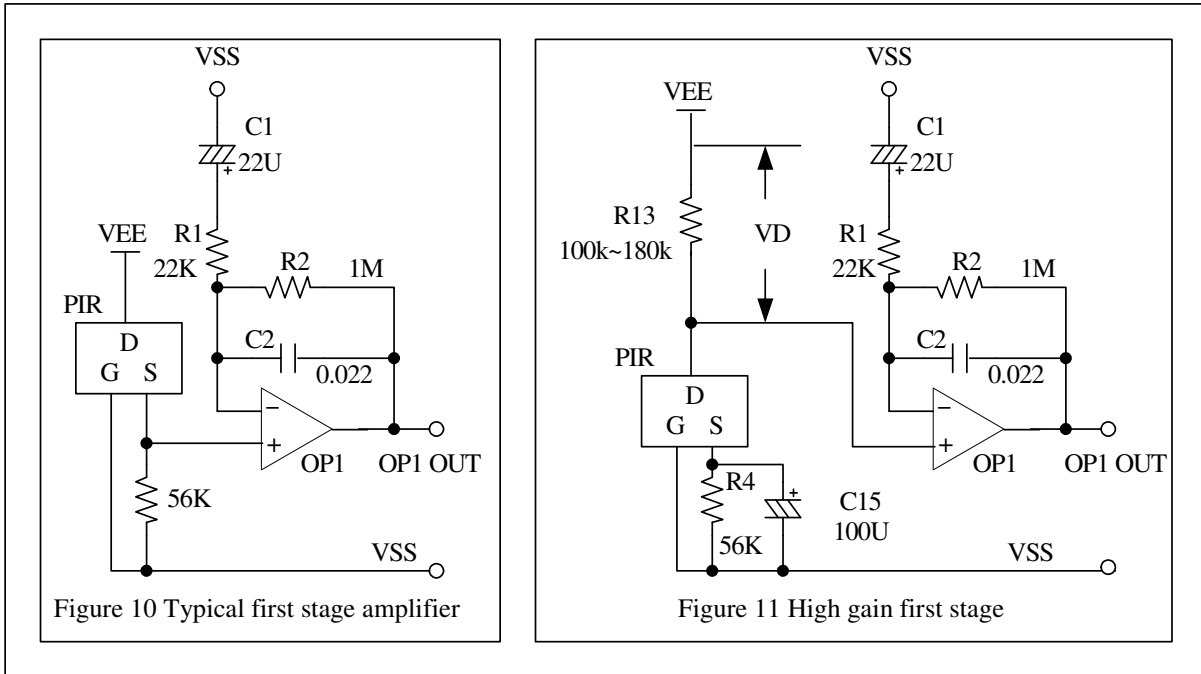 VSS
C1
22U
+
VEE
R1
22K
R2
1M
PIR
D
G S
C2
0.022
−
+
OP1
OP1 OUT
56K
VSS
Figure 10 Typical first stage amplifier
VSS
VEE
C1
22U
+
R13
100k~180k
VD
R1
22K
R2
1M
PIR
D
G S
C2
0.022
−
+
OP1
OP1 OUT
R4
56K
+
C15
100U
VSS
Figure 11 High gain first stage